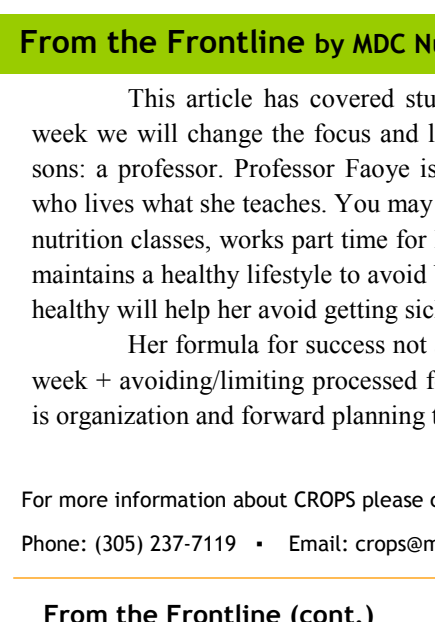 From the Frontline by MDC
This article has covered
week we will change the focus and
sons: a professor. Professor Faoye is
who lives what she teaches. You may
nutrition classes, works part time for
maintains a healthy lifestyle to avoid
healthy will help her avoid getting
Her formula for success not
week + avoiding/limiting processed
is organization and forward planning
For more information about CROPS please
Phone: (305) 237-7119 ▪ Email: crops@m
From the Frontline (cont.)